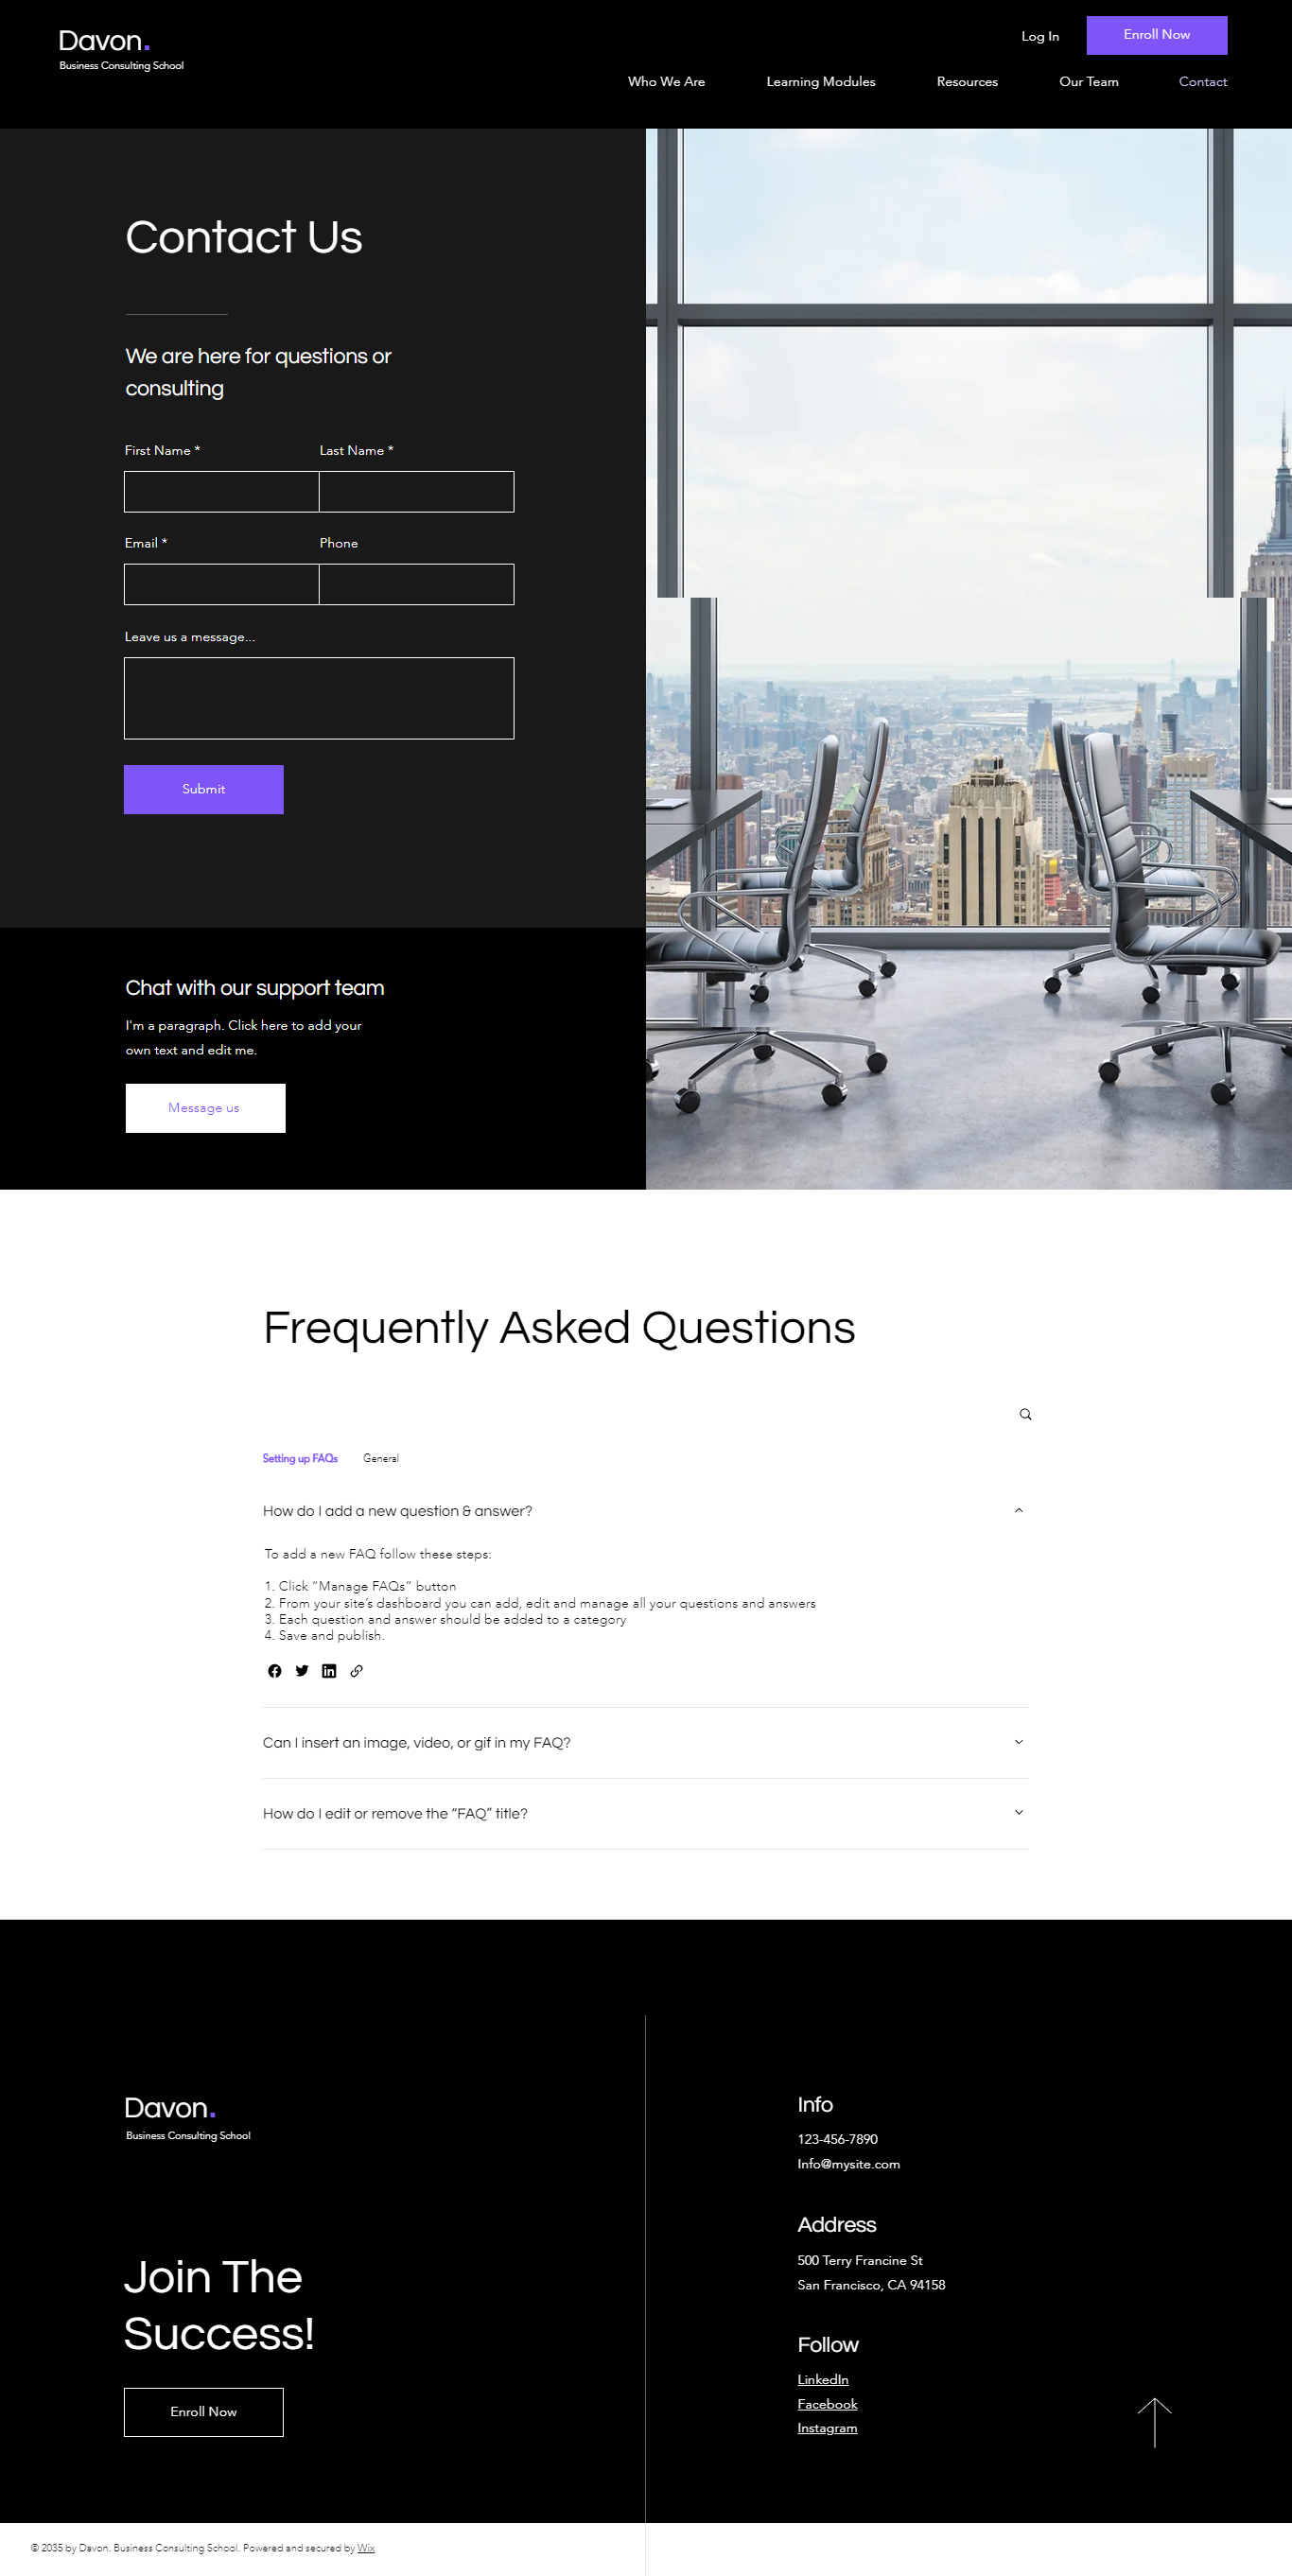 Davon.
Business Consulting School
Log In
Enroll Now
Who We Are
Learning Modules
Resources
Our Team
Contact
Contact Us
We are here for questions or
consulting
First Name *
Last Name *
Email *
Phone
Leave us a message...
Submit
Chat with our support team
I'm a paragraph. Click here to add your
own text and edit me.
Message us
Frequently Asked Questions
Setting up FAQs
General
How do I add a new question & answer?
To add a new FAQ follow these steps:
1. Click “Manage FAQs” button
2. From your site’s dashboard you can add, edit and manage all your questions and answers
3. Each question and answer should be added to a category
4. Save and publish.
Can I insert an image, video, or gif in my FAQ?
How do I edit or remove the “FAQ” title?
Davon.
Business Consulting School
Join The
Success!
Enroll Now
Info
123-456-7890
Info@mysite.com
Address
500 Terry Francine St
San Francisco, CA 94158
Follow
LinkedIn
Facebook
Instagram
© 2035 by Davon. Business Consulting School. Powered and secured by Wix